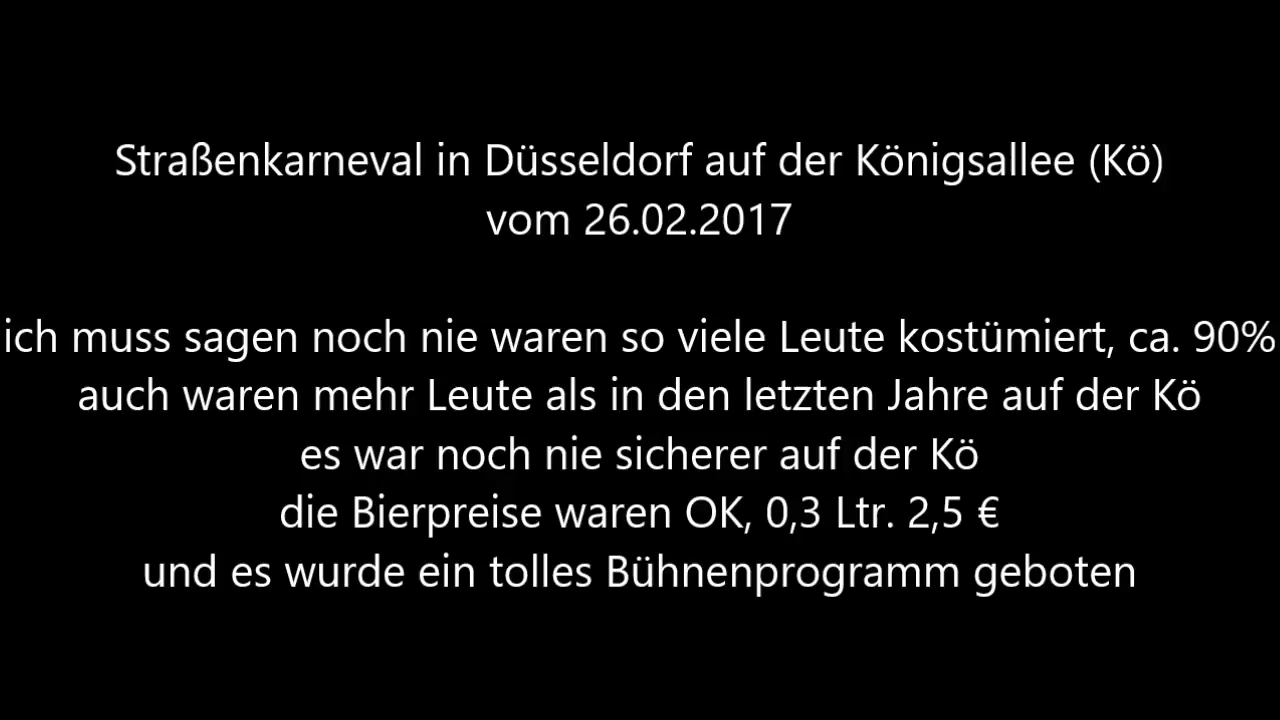 Straßenkarneval in Düsseldorf auf der Königsallee (Kö)
vom 26.02.2017
ich muss sagen noch nie waren so viele Leute kostümiert, ca. 90%
auch waren mehr Leute als in den letzten Jahre auf der Kö
es war noch nie sicherer auf der Kö
die Bierpreise waren OK, 0,3 Ltr. 2,5 €
und es wurde ein tolles Bühnenprogramm geboten